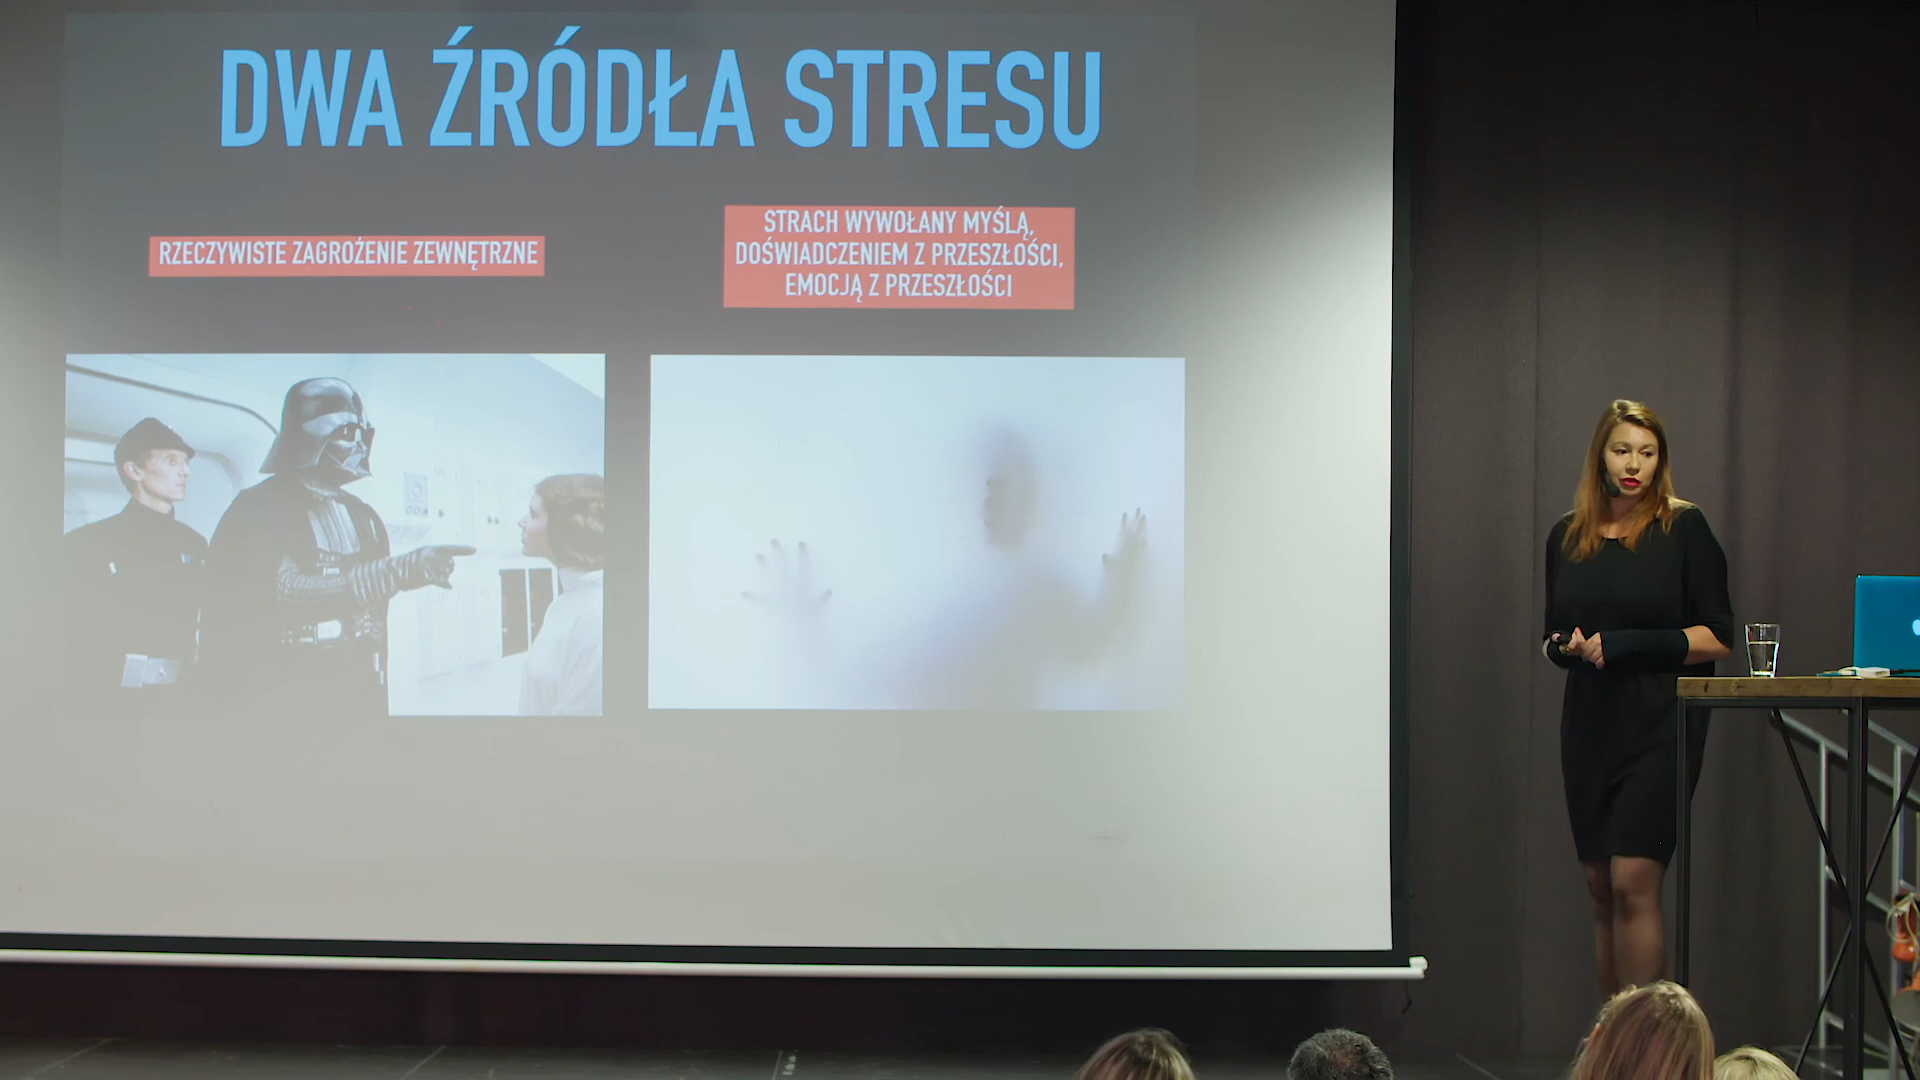 DWA ŹRÓDŁA STRESU
RZECZYWISTE ZAGROŻENIE ZEWNĘTRZNE
STRACH WYWOŁANY MYŚLĄ,
DOŚWIADCZENIEM Z PRZESZŁOŚCI,
EMOCJĄ Z PRZESZŁOŚCI